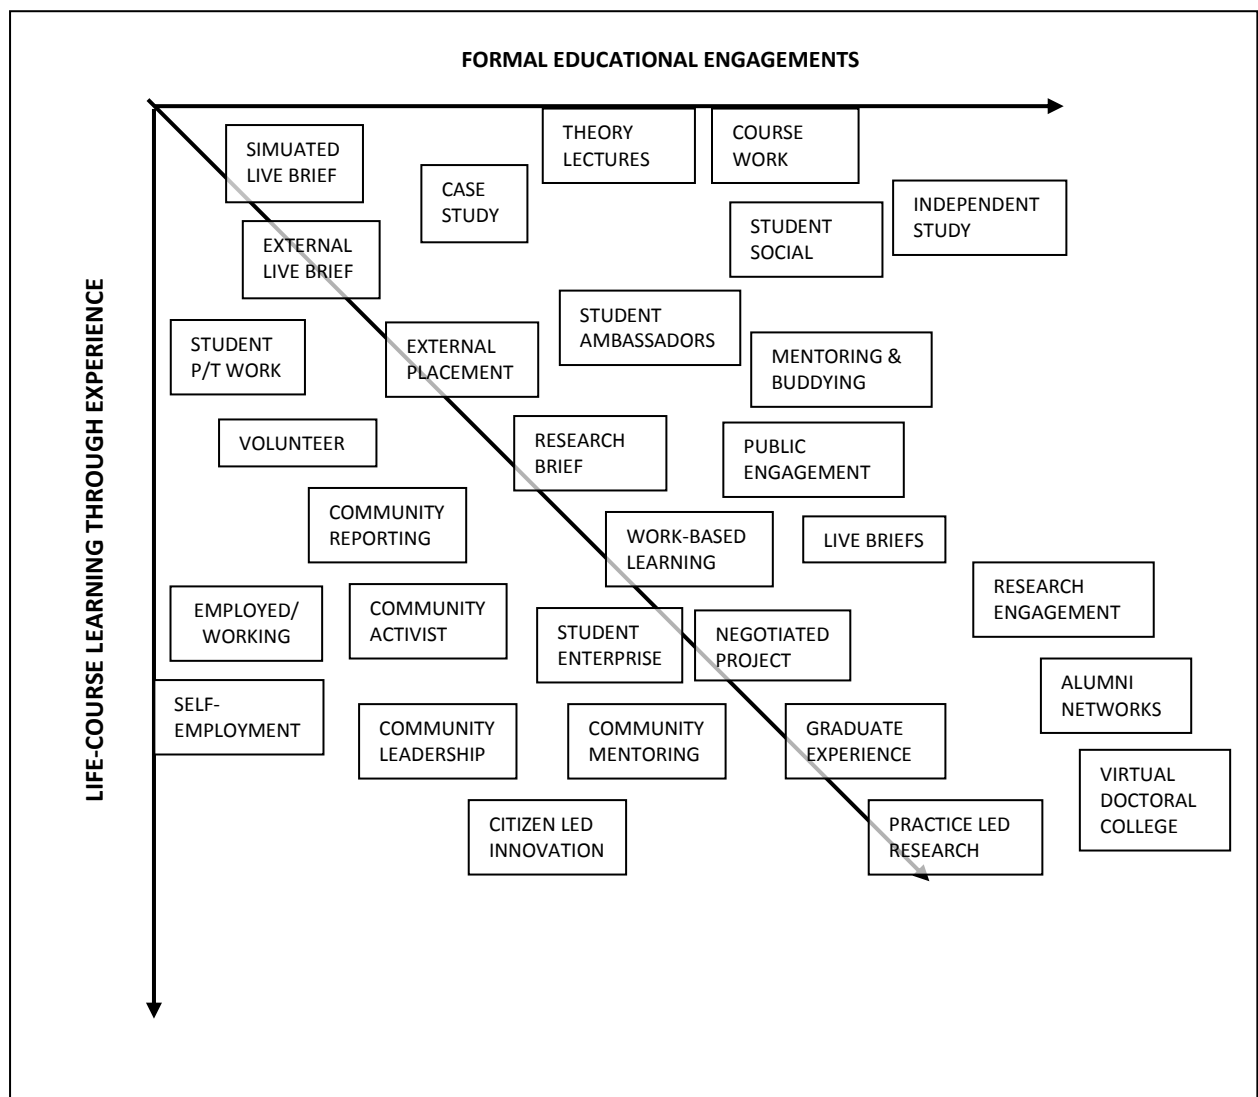 FORMAL EDUCATIONAL ENGAGEMENTS
LIFE-COURSE LEARNING THROUGH EXPERIENCE
SIMUATED
LIVE BRIEF
CASE
STUDY
THEORY
LECTURES
COURSE
WORK
INDEPENDENT
STUDY
EXTERNAL
LIVE BRIEF
STUDENT
SOCIAL
STUDENT
P/T WORK
EXTERNAL
PLACEMENT
STUDENT
AMBASSADORS
MENTORING &
BUDDYING
VOLUNTEER
RESEARCH
BRIEF
PUBLIC
ENGAGEMENT
COMMUNITY
REPORTING
WORK-BASED
LEARNING
LIVE BRIEFS
RESEARCH
ENGAGEMENT
EMPLOYED/
WORKING
COMMUNITY
ACTIVIST
STUDENT
ENTERPRISE
NEGOTIATED
PROJECT
ALUMNI
NETWORKS
SELF-
EMPLOYMENT
COMMUNITY
LEADERSHIP
COMMUNITY
MENTORING
GRADUATE
EXPERIENCE
VIRTUAL
DOCTORAL
COLLEGE
CITIZEN LED
INNOVATION
PRACTICE LED
RESEARCH